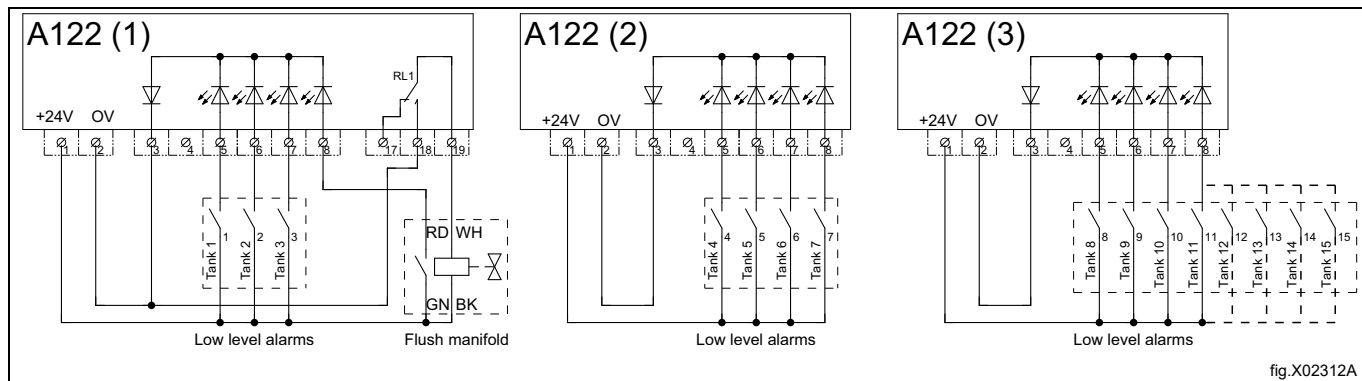 A122 (1)
A122 (2)
A122 (3)
RL1
+24V OV
+24V OV
+24V OV
1 2 3 4 5 6 7 8 17 18 19
1 2 3 4 5 6 7 8
1 2 3 4 5 6 7 8
Tank 1 1
Tank 2 2
Tank 3 3
RD WH
GN BK
Tank 4 4
Tank 5 5
Tank 6 6
Tank 7 7
Tank 8 8
Tank 9 9
Tank 10 10
Tank 11 11
Tank 12 12
Tank 13 13
Tank 14 14
Tank 15 15
Low level alarms
Flush manifold
Low level alarms
Low level alarms
fig.X02312A